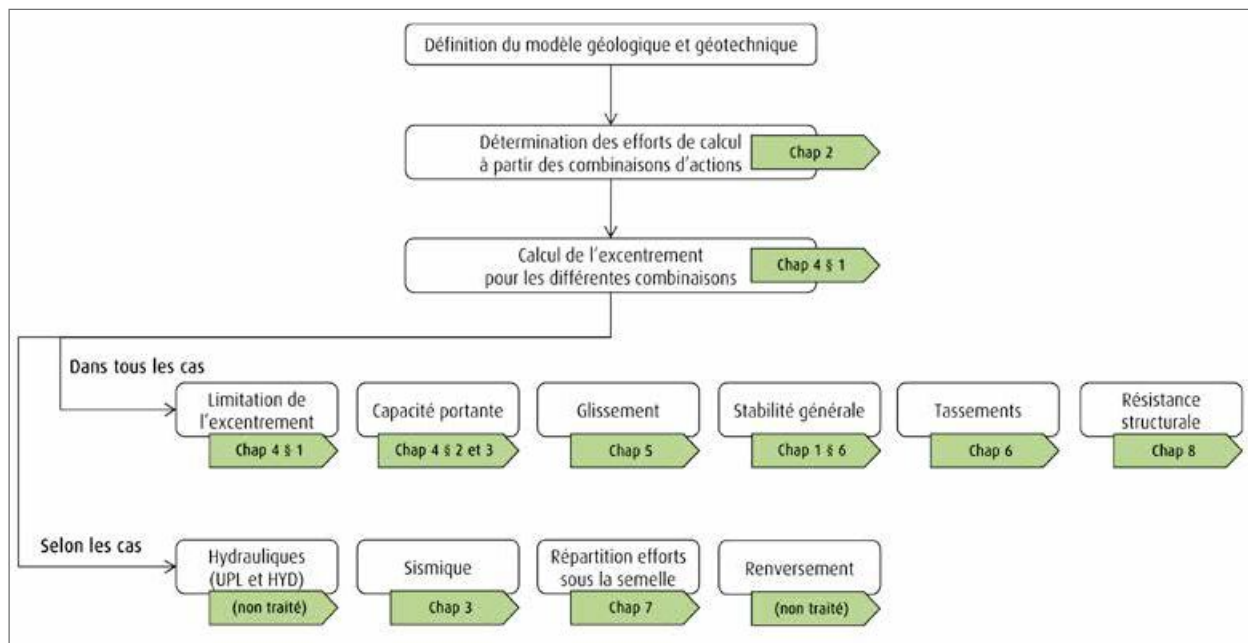 Définition du modèle géologique et géotechnique
Détermination des efforts de calcul
à partir des combinaisons d'actions
Chap 2
Calcul de l'excentrement
pour les différentes combinaisons
Chap 4 § 1
Dans tous les cas
Limitation de
l'excentrement
Chap 4 § 1
Capacité portante
Chap 4 § 2 et 3
Glissement
Chap 5
Stabilité générale
Chap 1 § 6
Tassements
Chap 6
Résistance
structurale
Chap 8
Selon les cas
Hydrauliques
(UPL et HYD)
(non traité)
Sismique
Chap 3
Répartition efforts
sous la semelle
Chap 7
Renversement
(non traité)